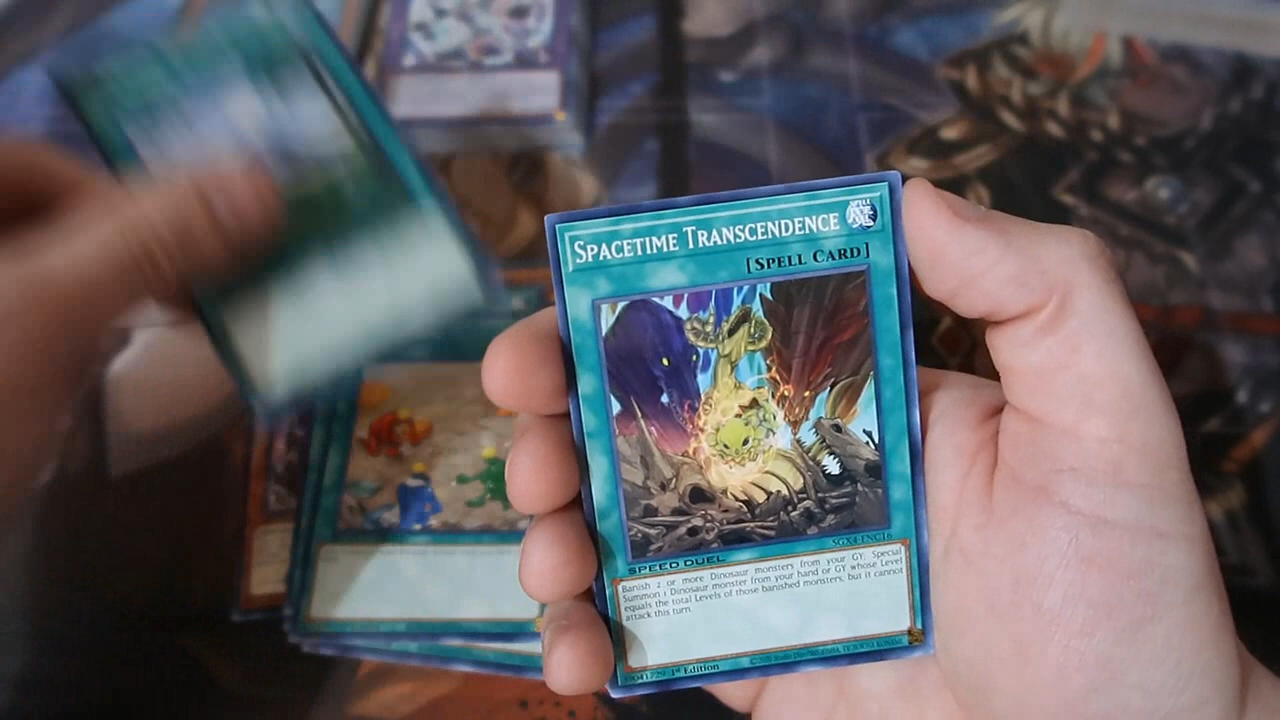 SPACETIME TRANSCENDENCE
SPELL
[SPELL CARD]
SGX4-ENC16
SPEED DUEL
Banish 2 or more Dinosaur monsters from your GY; Special
Summon 1 Dinosaur monster from your hand or GY whose Level
equals the total Levels of those banished monsters, but it cannot
attack this turn.
1st Edition